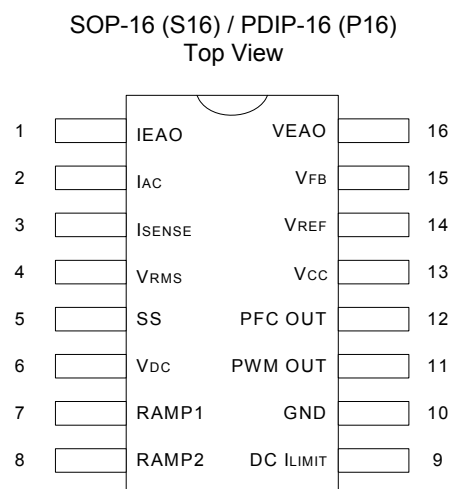 SOP-16 (S16) / PDIP-16 (P16)
Top View
1 IEAO VEAO 16
2 IAC VFB 15
3 ISENSE VREF 14
4 VRMS VCC 13
5 SS PFC OUT 12
6 VDC PWM OUT 11
7 RAMP1 GND 10
8 RAMP2 DC ILIMIT 9